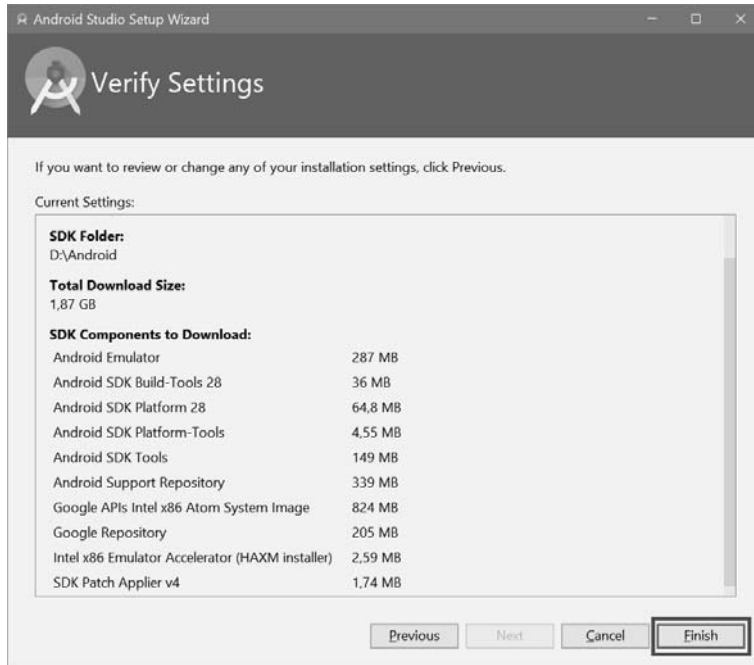 Android Studio Setup Wizard
Verify Settings
If you want to review or change any of your installation settings, click Previous.
Current Settings:
SDK Folder:
D:\Android
Total Download Size:
1,87 GB
SDK Components to Download:
Android Emulator 287 MB
Android SDK Build-Tools 28 36 MB
Android SDK Platform 28 64,8 MB
Android SDK Platform-Tools 4,55 MB
Android SDK Tools 149 MB
Android Support Repository 339 MB
Google APIs Intel x86 Atom System Image 824 MB
Google Repository 205 MB
Intel x86 Emulator Accelerator (HAXM installer) 2,59 MB
SDK Patch Applier v4 1,74 MB
Previous Next Cancel Finish